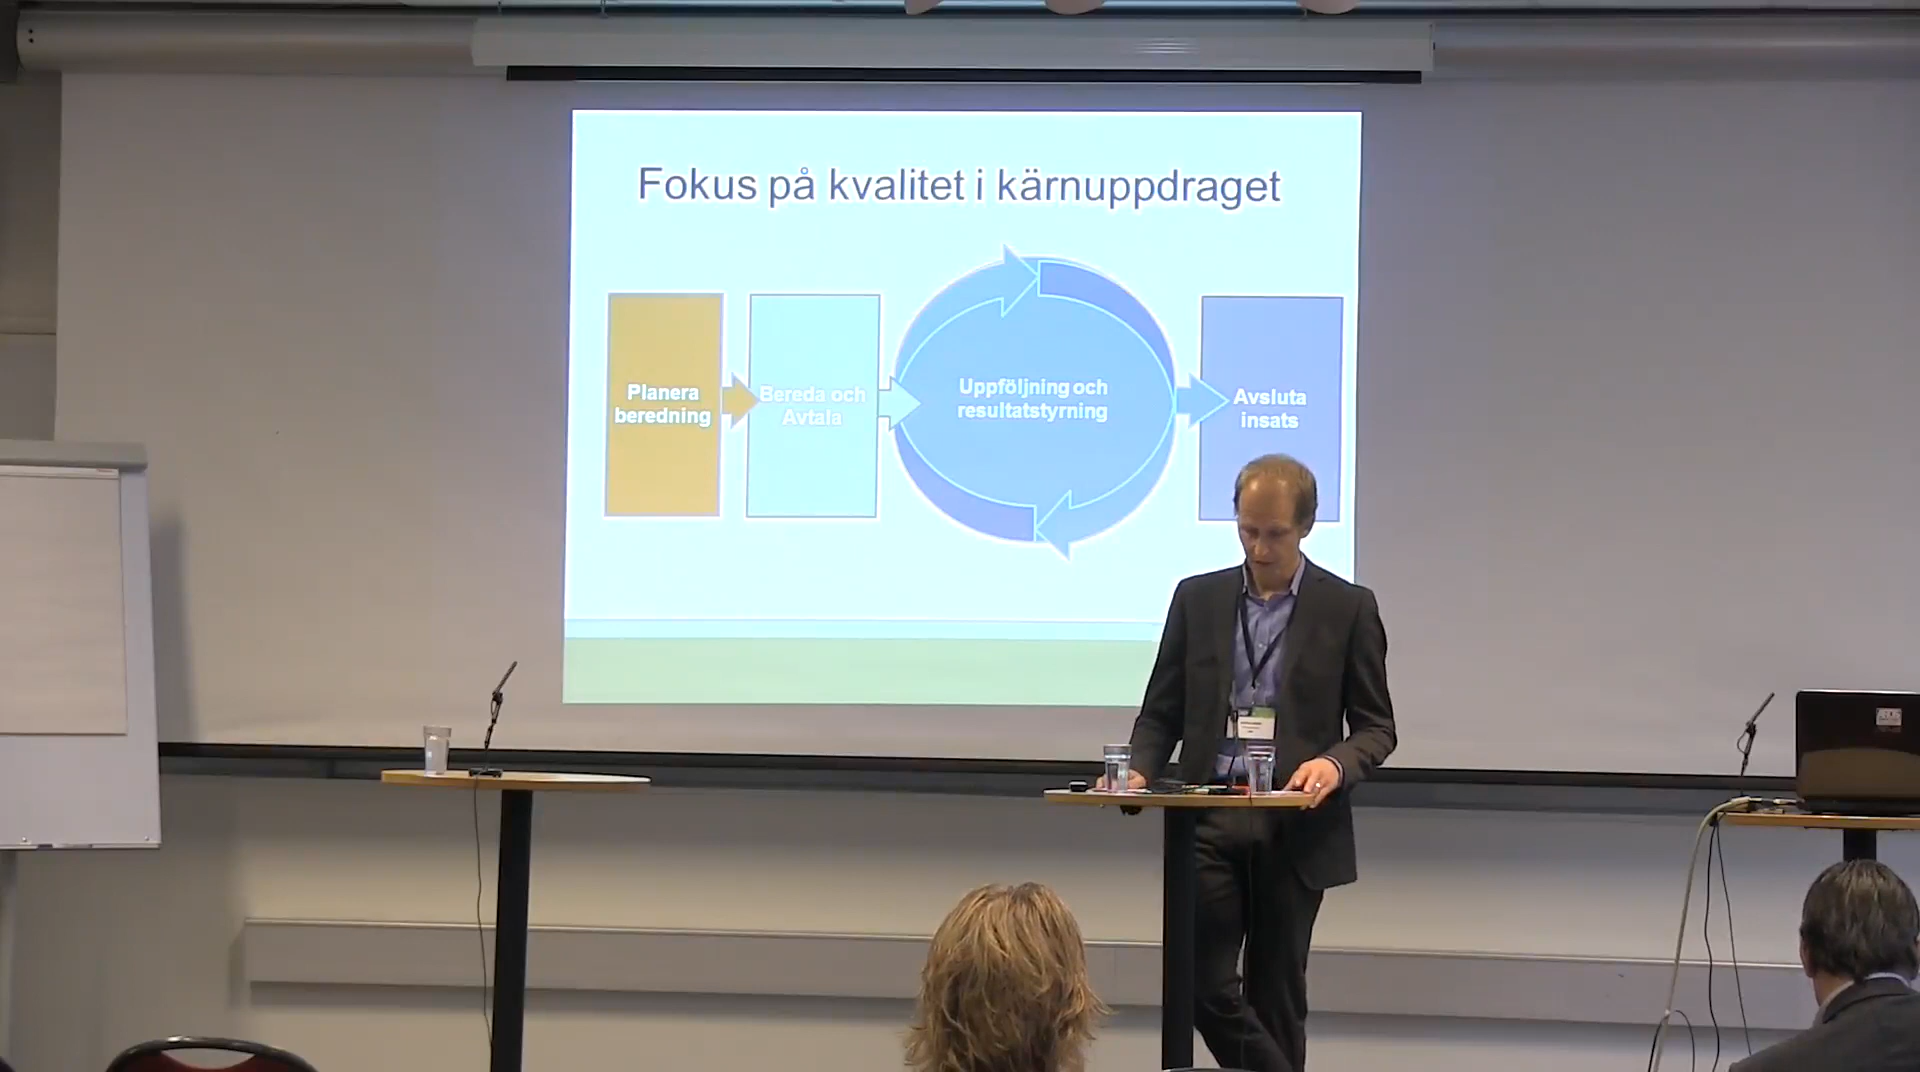 Fokus på kvalitet i kärnuppdraget
Planera
beredning
Bereda och
Avtala
Uppföljning och
resultatstyrning
Avsluta
insats